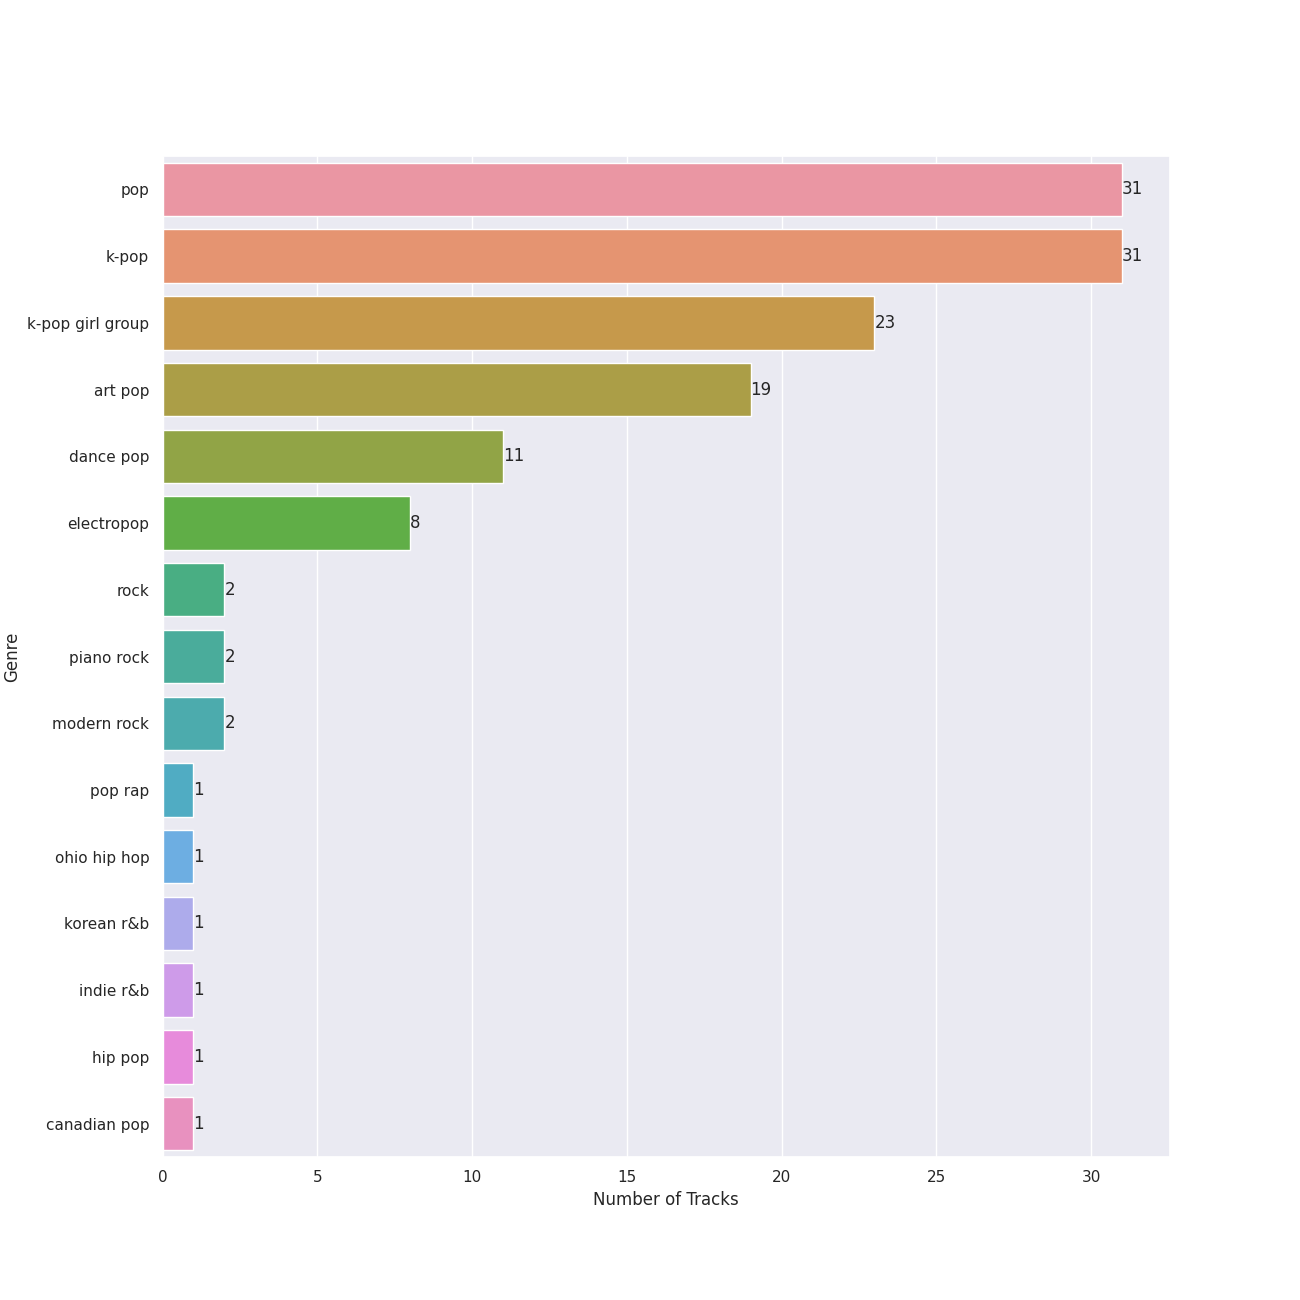 pop 31
k-pop 31
k-pop girl group 23
art pop 19
dance pop 11
electropop 8
rock 2
piano rock 2
modern rock 2
pop rap 1
ohio hip hop 1
korean r&b 1
indie r&b 1
hip pop 1
canadian pop 1
0 5 10 15 20 25 30
Number of Tracks
Genre